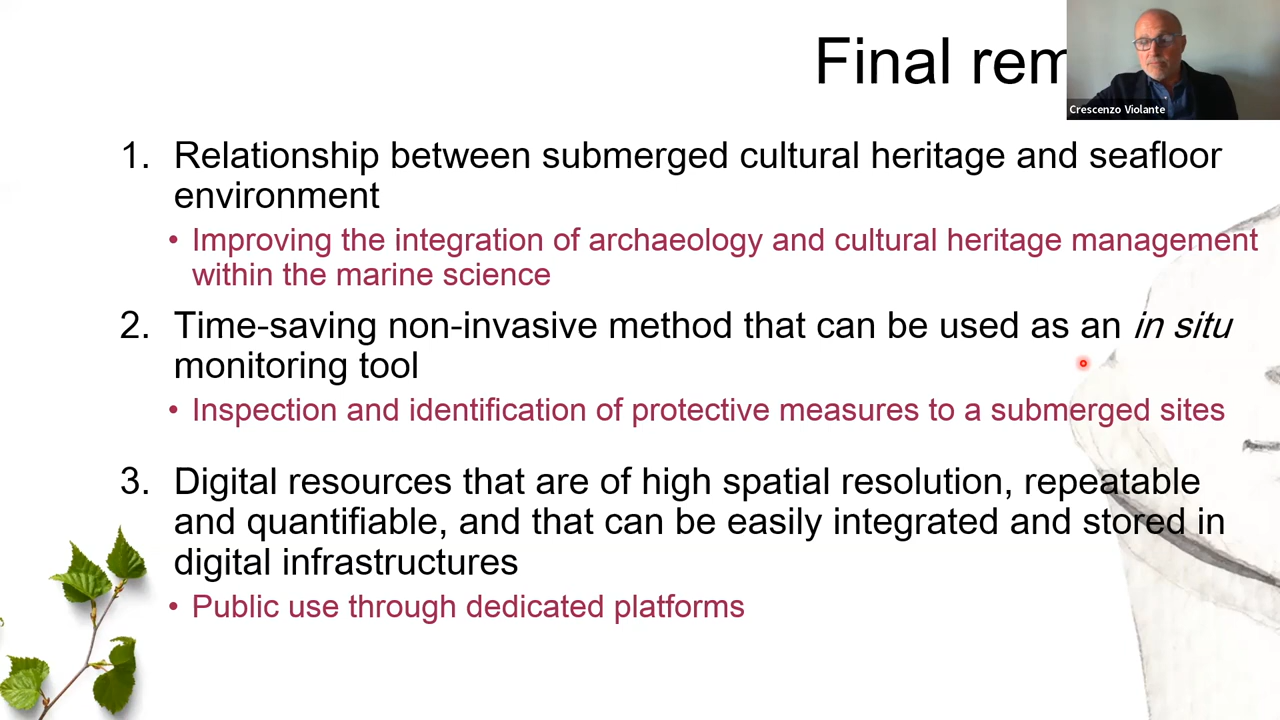 Final rem
Crescenzo Violante
1. Relationship between submerged cultural heritage and seafloor
environment
• Improving the integration of archaeology and cultural heritage management
within the marine science
2. Time-saving non-invasive method that can be used as an in situ
monitoring tool
• Inspection and identification of protective measures to a submerged sites
3. Digital resources that are of high spatial resolution, repeatable
and quantifiable, and that can be easily integrated and stored in
digital infrastructures
• Public use through dedicated platforms